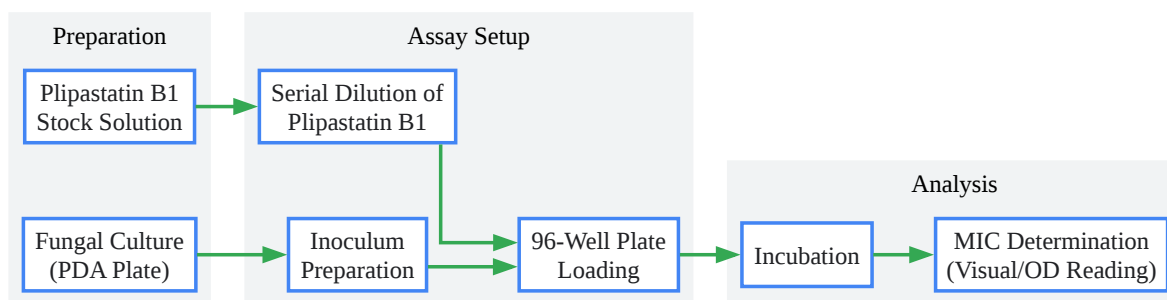 Preparation
Assay Setup
Plipastatin B1
Stock Solution
Serial Dilution of
Plipastatin B1
Analysis
Fungal Culture
(PDA Plate)
Inoculum
Preparation
96-Well Plate
Loading
Incubation
MIC Determination
(Visual/OD Reading)